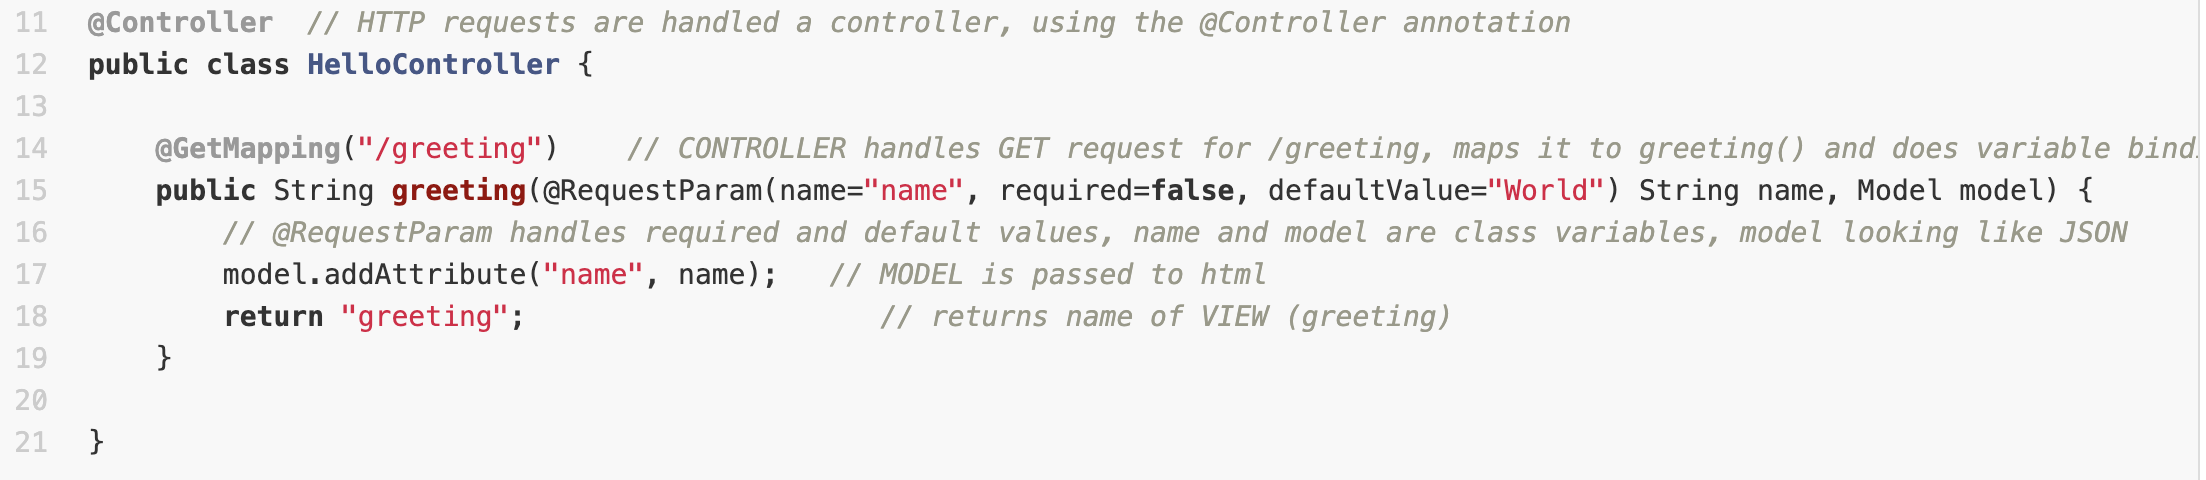 11 @Controller  // HTTP requests are handled a controller, using the @Controller annotation
12 public class HelloController {
13
14     @GetMapping("/greeting")    // CONTROLLER handles GET request for /greeting, maps it to greeting() and does variable bind
15     public String greeting(@RequestParam(name="name", required=false, defaultValue="World") String name, Model model) {
16         // @RequestParam handles required and default values, name and model are class variables, model looking like JSON
17         model.addAttribute("name", name);   // MODEL is passed to html
18         return "greeting";                     // returns name of VIEW (greeting)
19     }
20
21 }